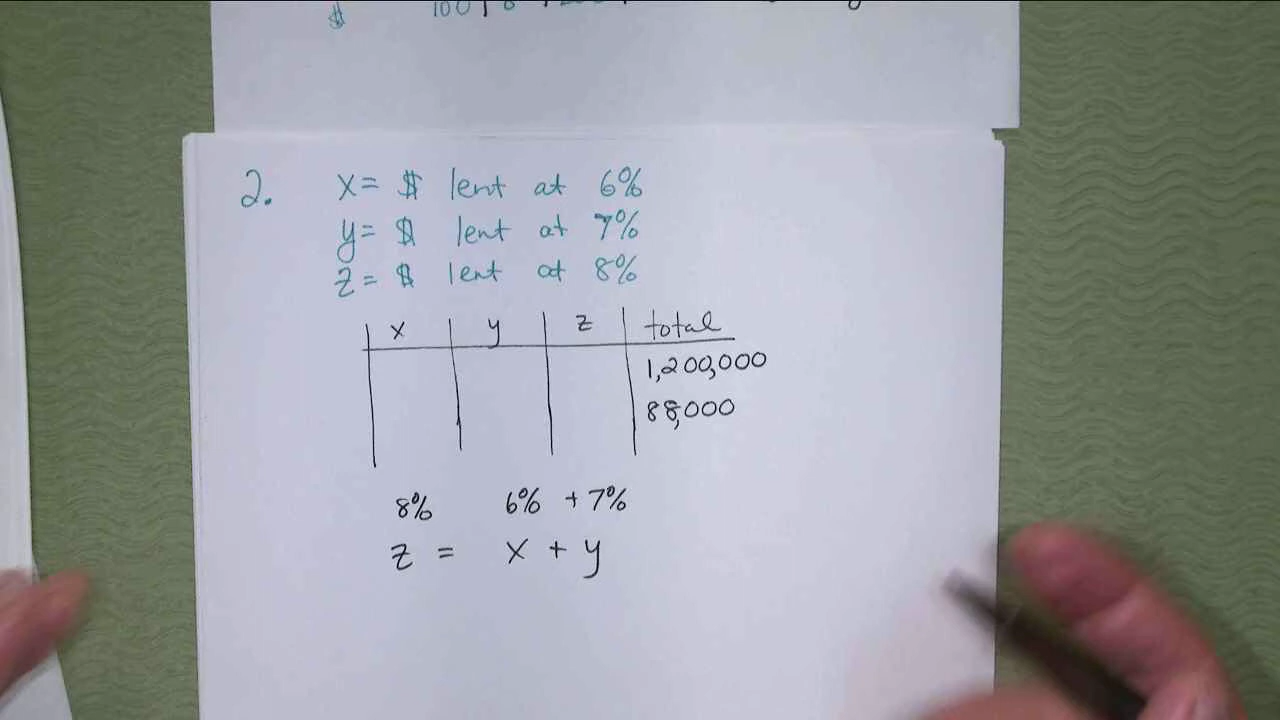 $ 100
2. x = $ lent at 6%
y = $ lent at 7%
z = $ lent at 8%
x y z total
1,200,000
88,000
8% 6% + 7%
z = x + y